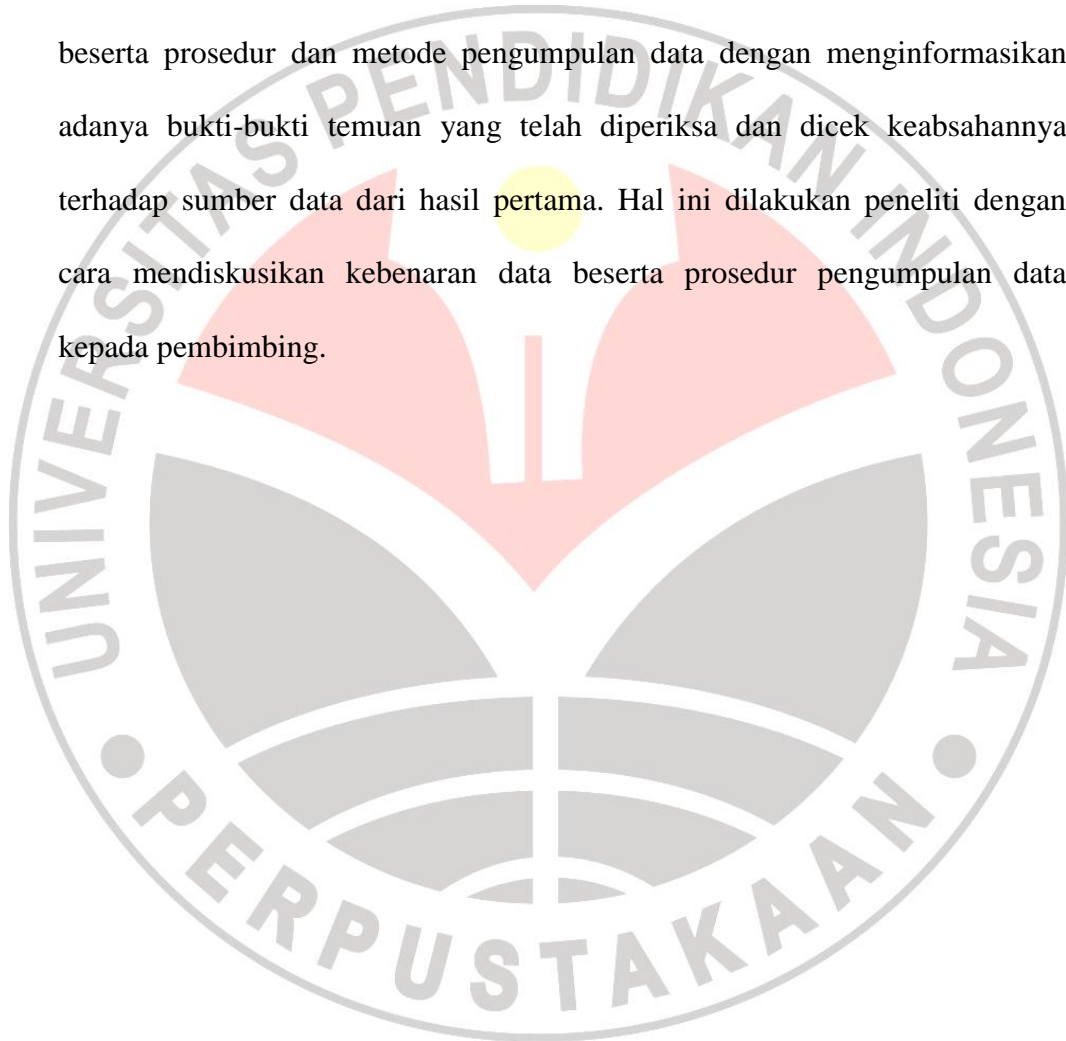 beserta prosedur dan metode pengumpulan data dengan menginformasikan
adanya bukti-bukti temuan yang telah diperiksa dan dicek keabsahannya
terhadap sumber data dari hasil pertama. Hal ini dilakukan peneliti dengan
cara mendiskusikan kebenaran data beserta prosedur pengumpulan data
kepada pembimbing.
UNIVERSITAS PENDIDIKAN INDONESIA
PERPUSTAKAAN